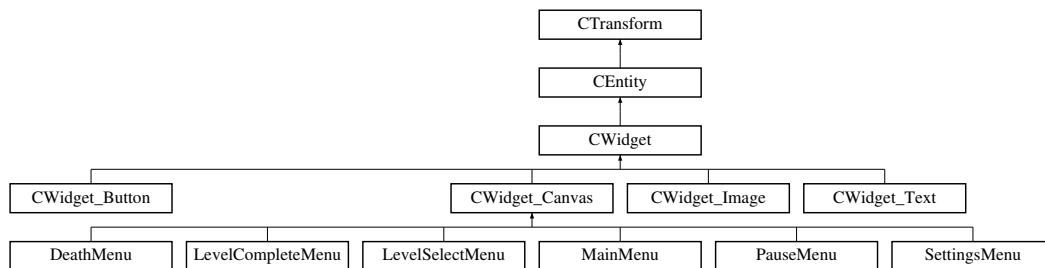 CTransform
CEntity
CWidget
CWidget_Button CWidget_Canvas CWidget_Image CWidget_Text
DeathMenu LevelCompleteMenu LevelSelectMenu MainMenu PauseMenu SettingsMenu